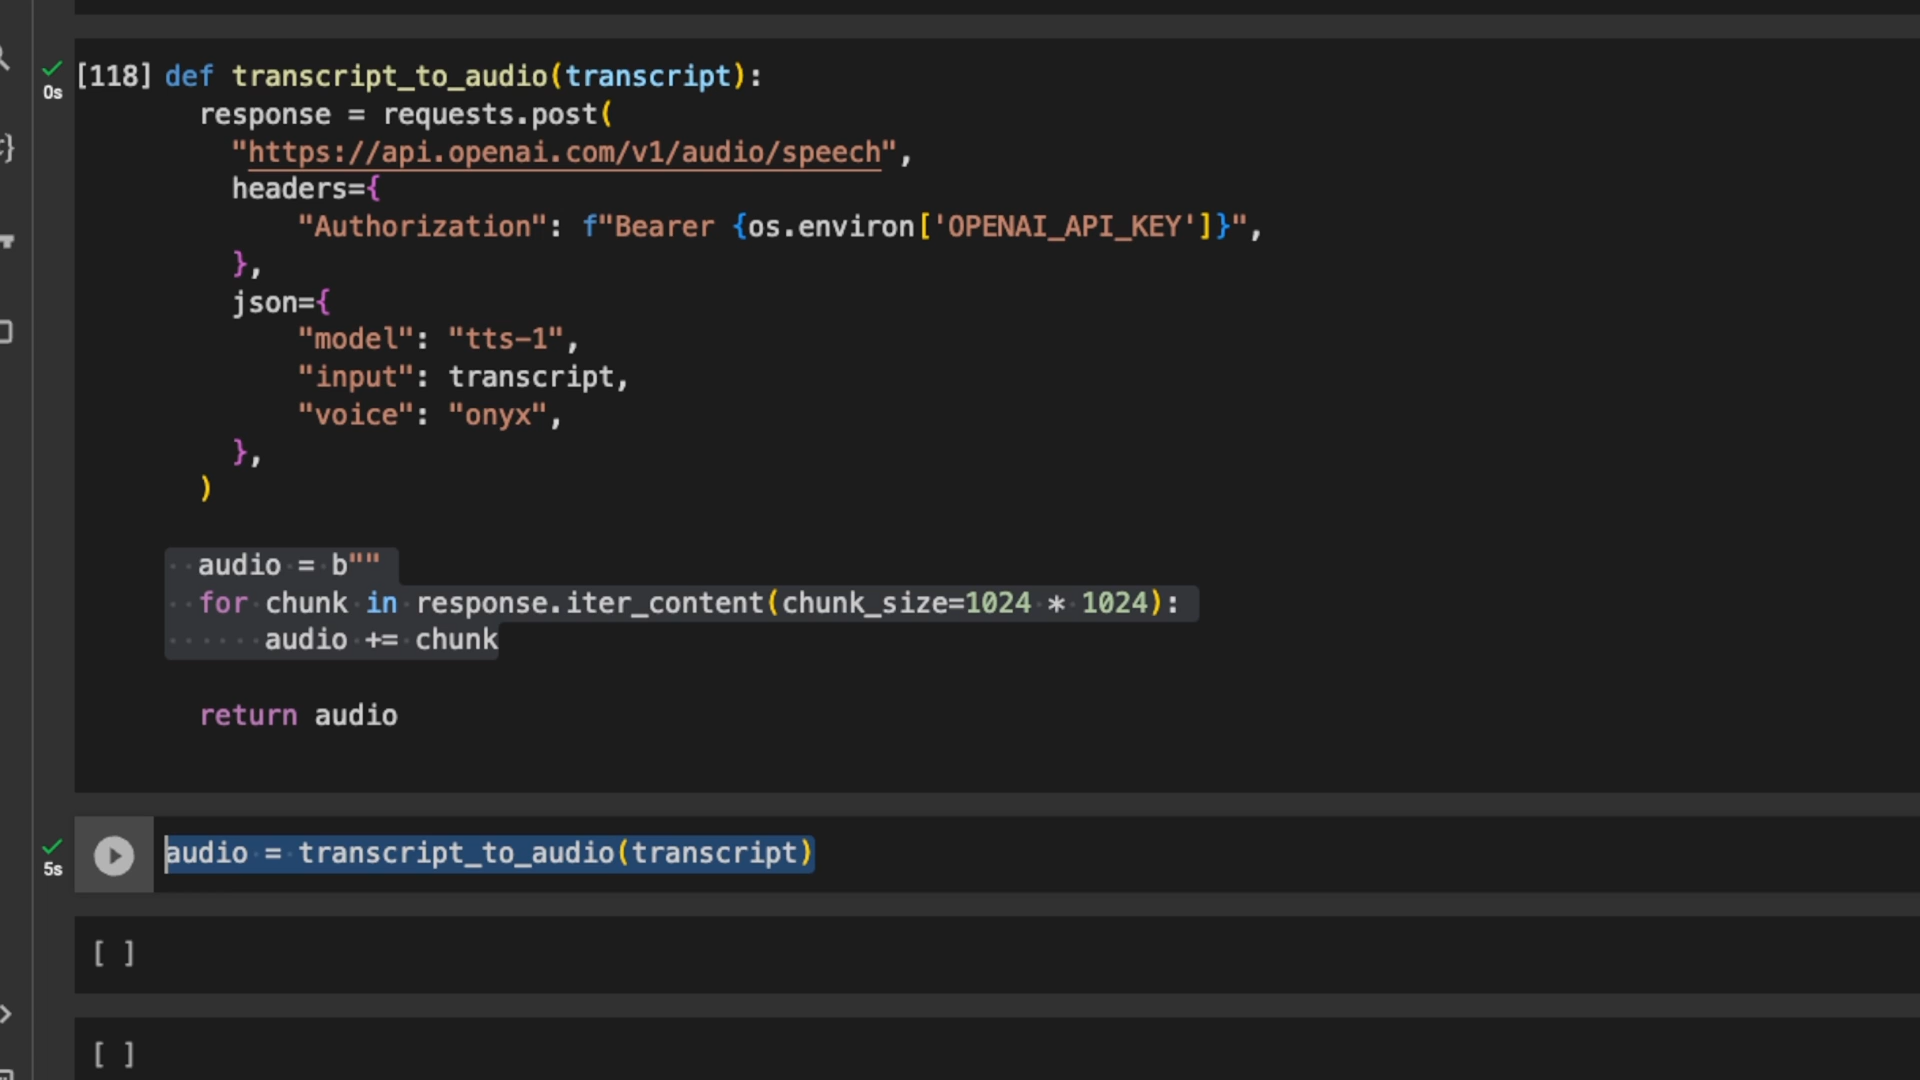 [118] def transcript_to_audio(transcript):
response = requests.post(
"https://api.openai.com/v1/audio/speech",
headers={
"Authorization": f"Bearer {os.environ['OPENAI_API_KEY']}",
},
json={
"model": "tts-1",
"input": transcript,
"voice": "onyx",
},
)
audio = b""
for chunk in response.iter_content(chunk_size=1024 * 1024):
audio += chunk
return audio
0s
audio = transcript_to_audio(transcript)
5s
[ ]
[ ]